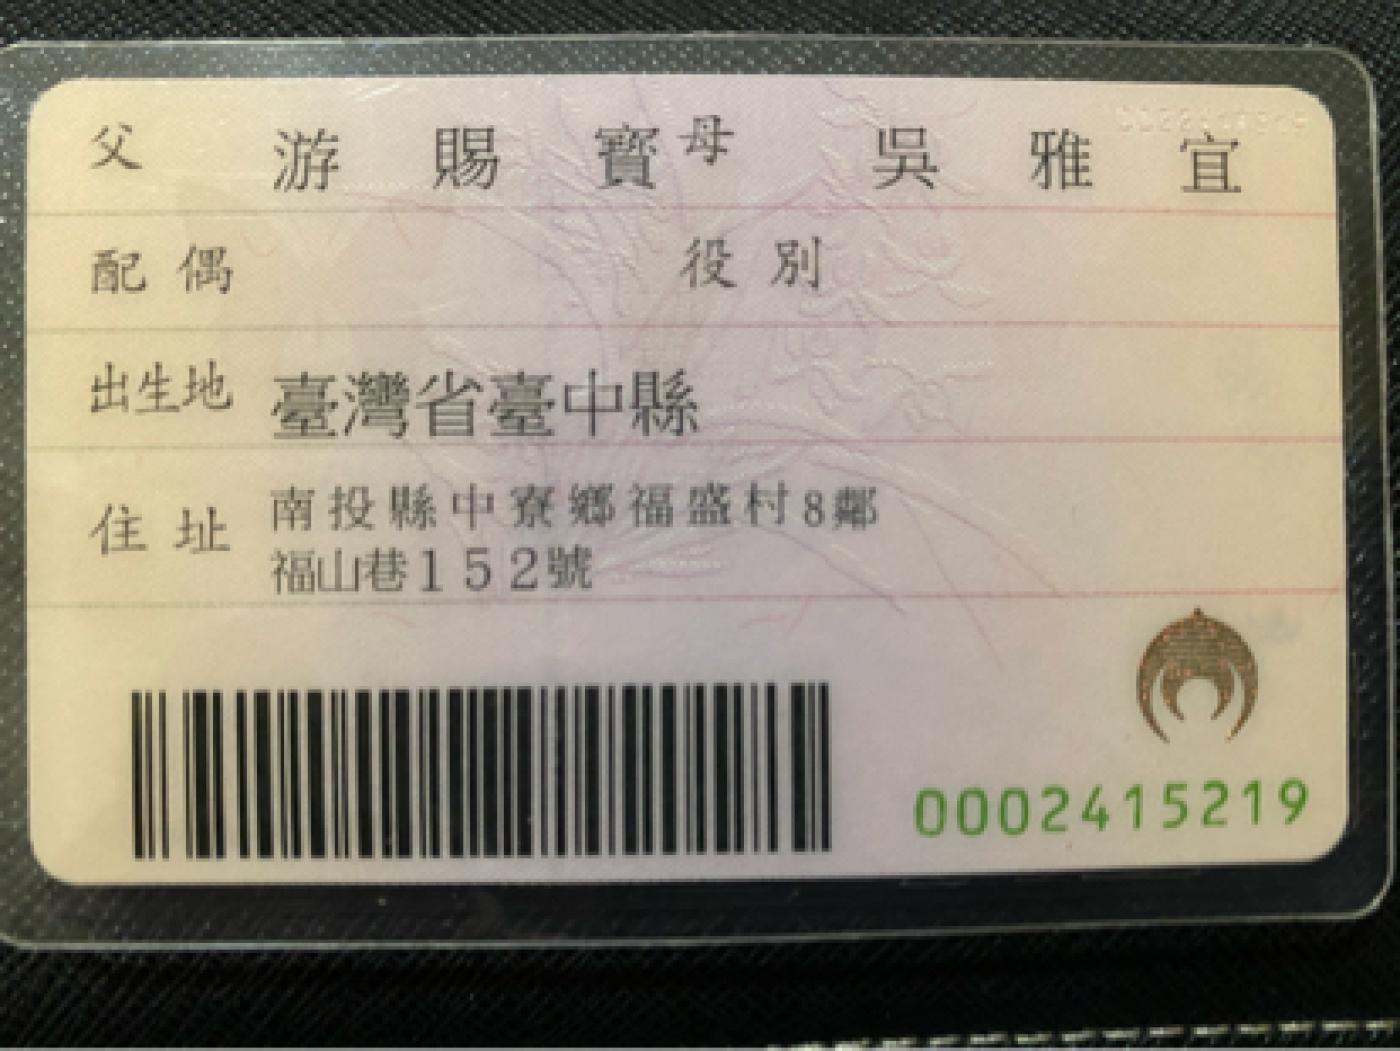 父 游賜寶 母 吳雅宜
配偶 役別
出生地 臺灣省臺中縣
住址 南投縣中寮鄉福盛村8鄰
福山巷152號
0002415219